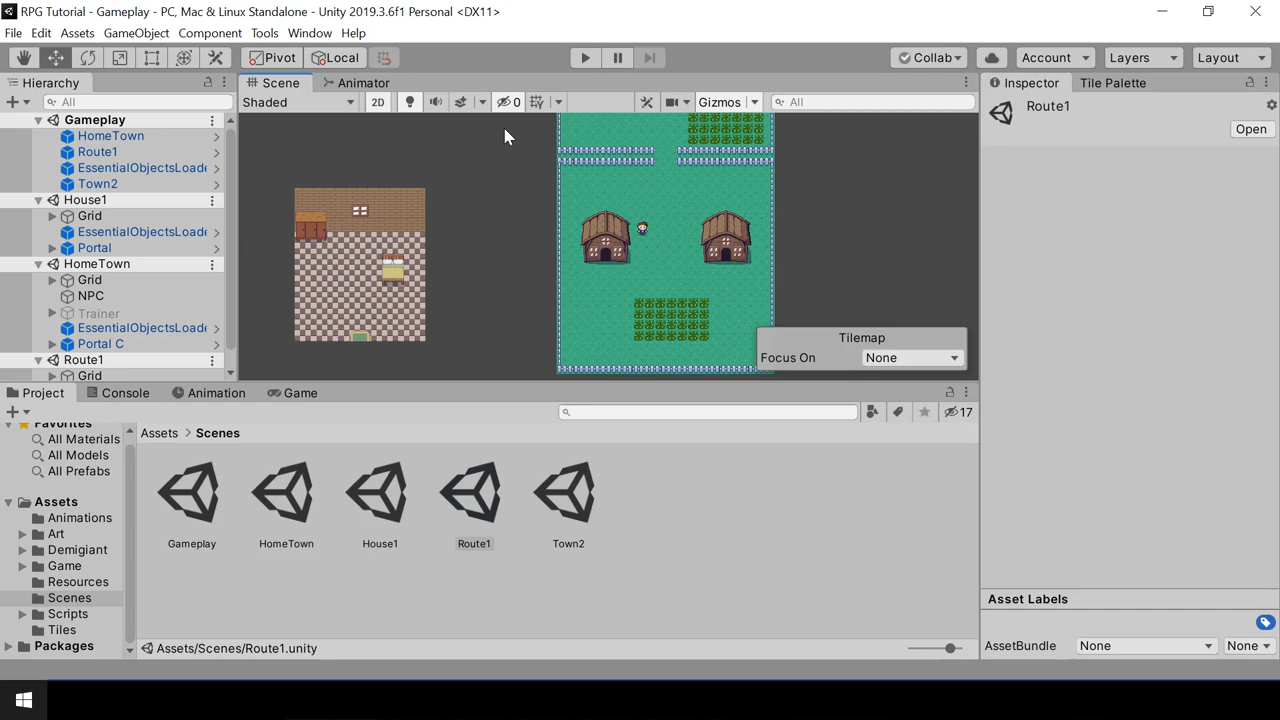 RPG Tutorial - Gameplay - PC, Mac & Linux Standalone - Unity 2019.3.6f1 Personal <DX11>
File Edit Assets GameObject Component Tools Window Help
Pivot Local Collab Account Layers Layout
Hierarchy
All
Gameplay
HomeTown
Route1
EssentialObjectsLoade
Town2
House1
Grid
EssentialObjectsLoade
Portal
HomeTown
Grid
NPC
Trainer
EssentialObjectsLoade
Portal C
Route1
Grid
Scene Animator
Shaded 2D 0 Gizmos All
Tilemap
Focus On None
Inspector Tile Palette
Route1
Open
Project Console Animation Game
17
Favorites
All Materials
All Models
All Prefabs
Assets
Animations
Art
Demigiant
Game
Resources
Scenes
Scripts
Tiles
Packages
Assets > Scenes
Gameplay HomeTown House1 Route1 Town2
Assets/Scenes/Route1.unity
Asset Labels
AssetBundle None None